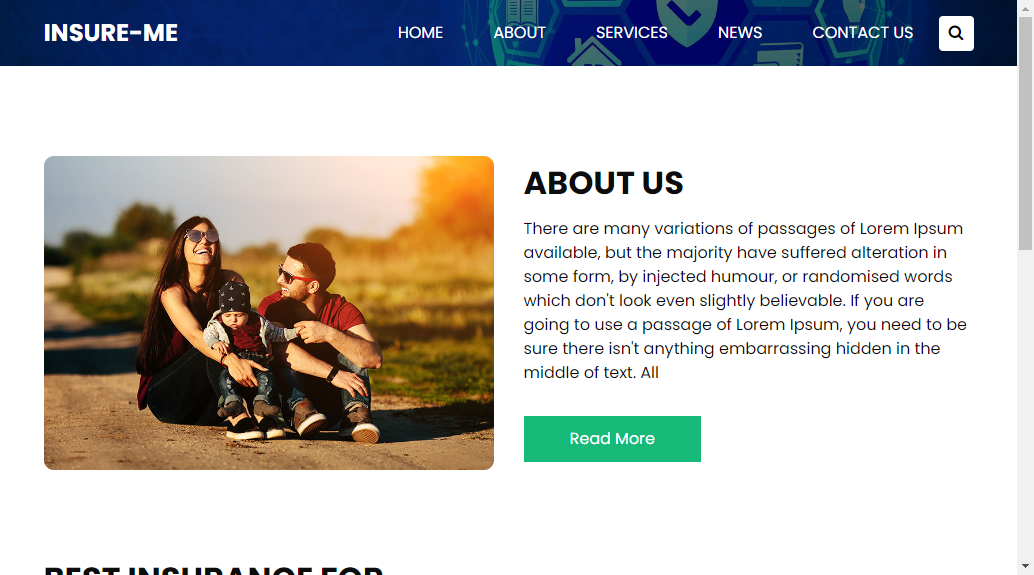 INSURE-ME
HOME ABOUT SERVICES NEWS CONTACT US
ABOUT US
There are many variations of passages of Lorem Ipsum
available, but the majority have suffered alteration in
some form, by injected humour, or randomised words
which don't look even slightly believable. If you are
going to use a passage of Lorem Ipsum, you need to be
sure there isn't anything embarrassing hidden in the
middle of text. All
Read More
BEST INSURANCE FOR